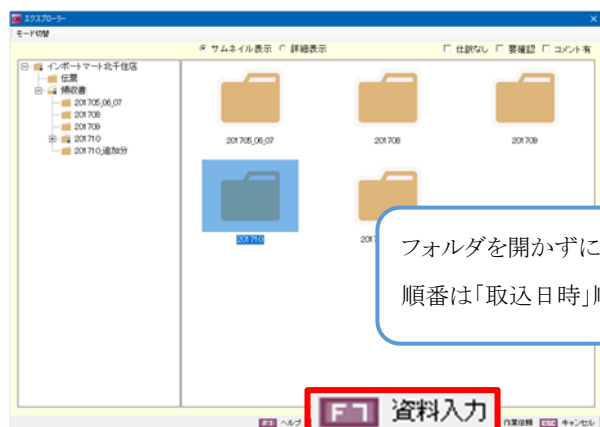 エクスプローラー
モード切替
サムネイル表示 詳細表示 仕訳なし 要確認 コメント有
インポートマート北千住店
伝票
領収書
201705,06,07
201708
201709
201710
201710_追加分
201705,06,07 201708 201709
201710 2017
フォルダを開かずに
順番は「取込日時」
F1 ヘルプ F7 資料入力 作業依頼 ESC キャンセル